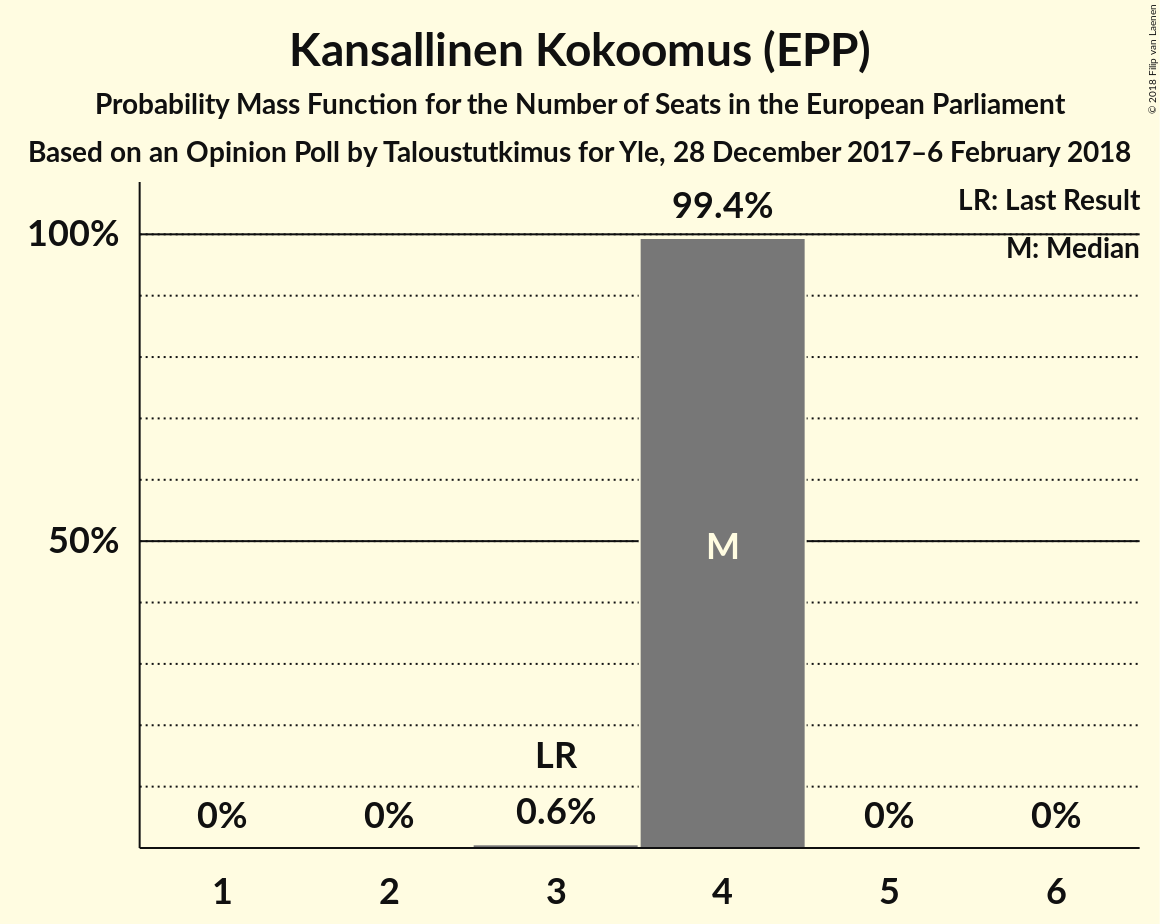 Kansallinen Kokoomus (EPP)
Probability Mass Function for the Number of Seats in the European Parliament
Based on an Opinion Poll by Taloustutkimus for Yle, 28 December 2017–6 February 2018
© 2018 Filip van Laenen
LR: Last Result
M: Median
99.4%
100%
50%
M
LR
0%
0%
0.6%
0%
0%
1
2
3
4
5
6